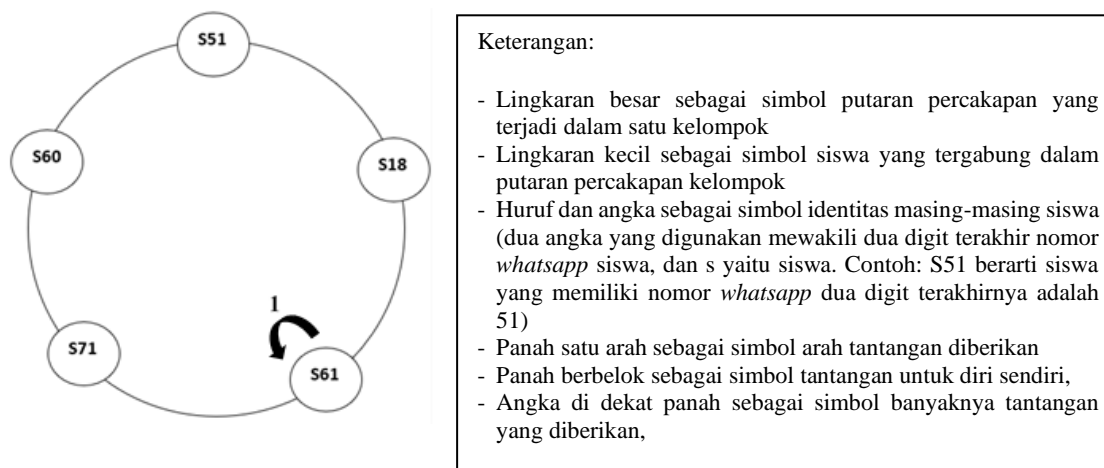 S51
S60
S18
1
S71
S61
Keterangan:
- Lingkaran besar sebagai simbol putaran percakapan yang
terjadi dalam satu kelompok
- Lingkaran kecil sebagai simbol siswa yang tergabung dalam
putaran percakapan kelompok
- Huruf dan angka sebagai simbol identitas masing-masing siswa
(dua angka yang digunakan mewakili dua digit terakhir nomor
whatsapp siswa, dan s yaitu siswa. Contoh: S51 berarti siswa
yang memiliki nomor whatsapp dua digit terakhirnya adalah
51)
- Panah satu arah sebagai simbol arah tantangan diberikan
- Panah berbelok sebagai simbol tantangan untuk diri sendiri,
- Angka di dekat panah sebagai simbol banyaknya tantangan
yang diberikan,